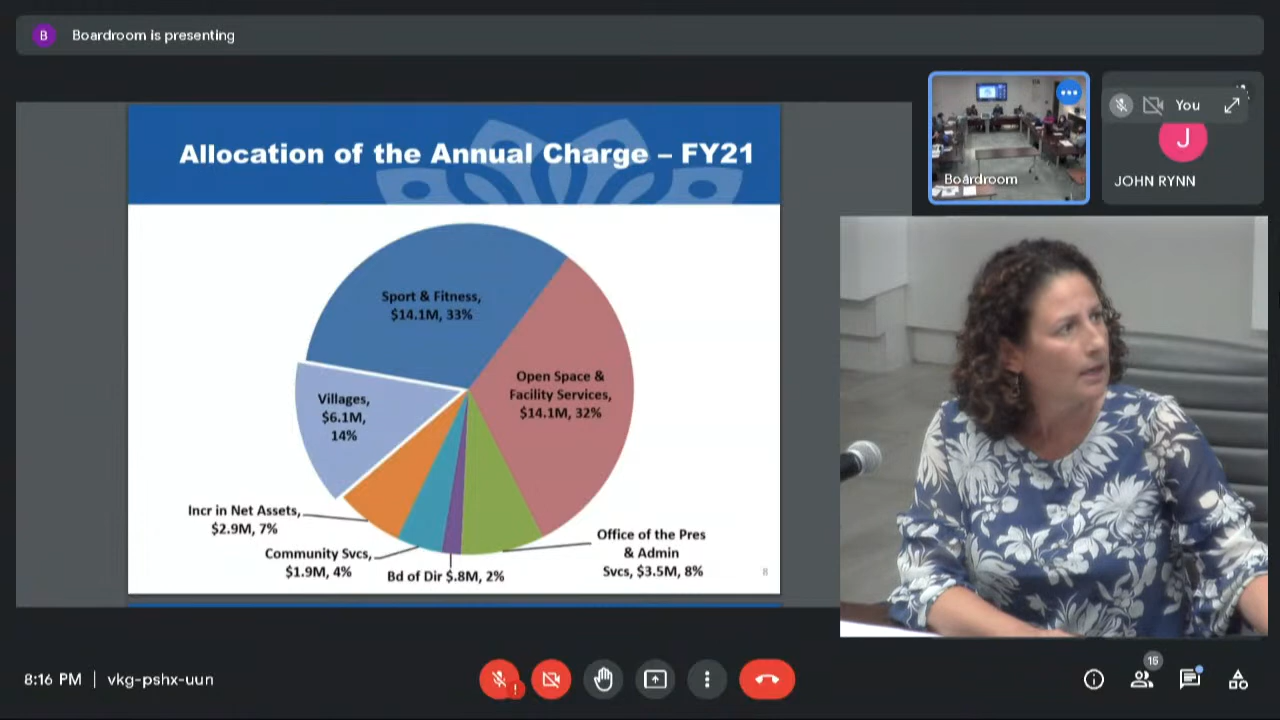 B Boardroom is presenting
You
Boardroom
J
JOHN RYNN
Allocation of the Annual Charge – FY21
Sport & Fitness,
$14.1M, 33%
Open Space &
Facility Services,
$14.1M, 32%
Villages,
$6.1M,
14%
Incr in Net Assets,
$2.9M, 7%
Community Svcs,
$1.9M, 4%
Bd of Dir $.8M, 2%
Office of the Pres
& Admin
Svcs, $3.5M, 8%
8
8:16 PM | vkg-pshx-uun
!
15